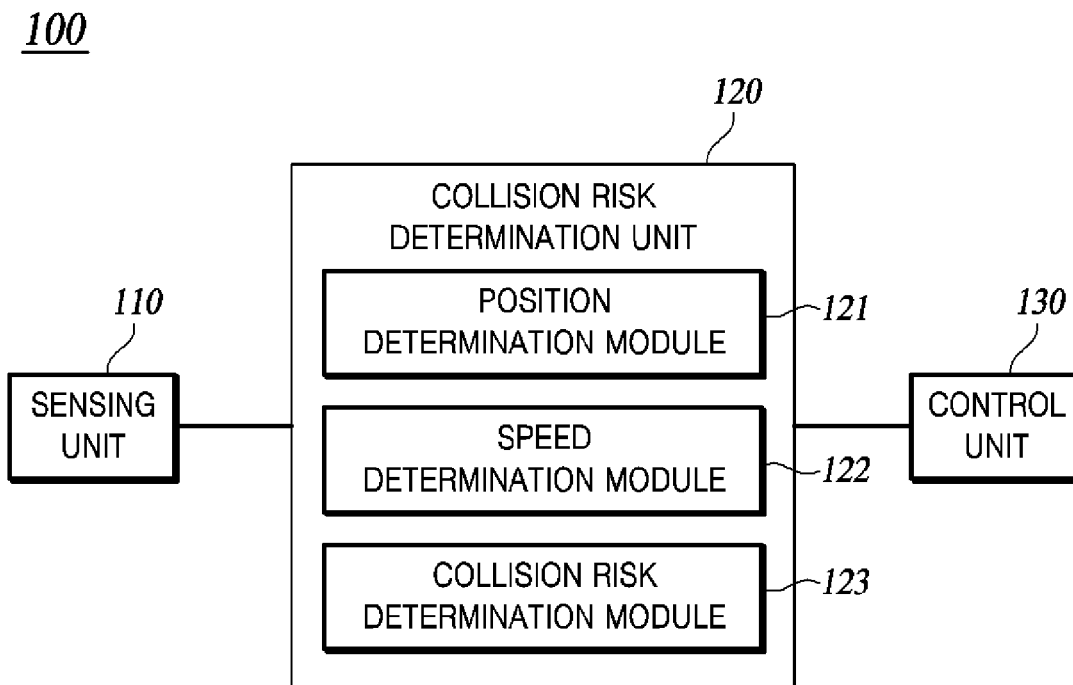 100
120
COLLISION RISK
DETERMINATION UNIT
110
POSITION
DETERMINATION MODULE
121
130
SENSING
UNIT
SPEED
DETERMINATION MODULE
122
CONTROL
UNIT
COLLISION RISK
DETERMINATION MODULE
123